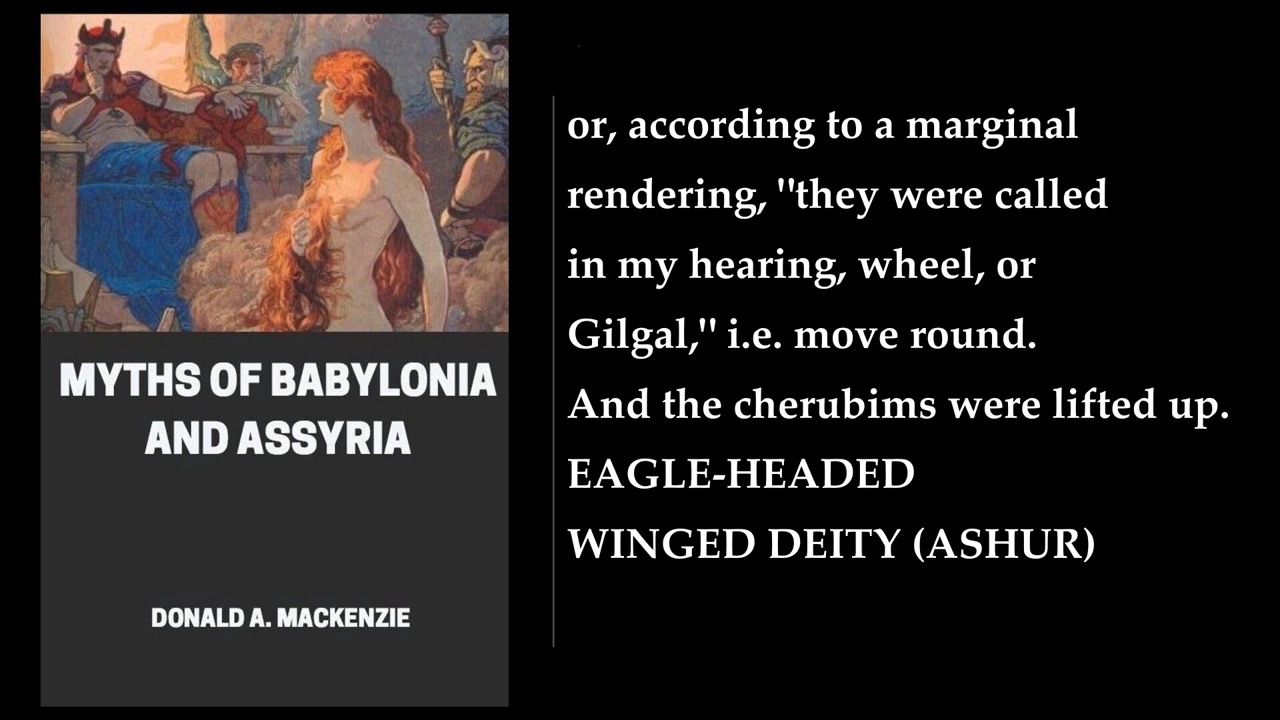 MYTHS OF BABYLONIA
AND ASSYRIA
DONALD A. MACKENZIE
or, according to a marginal
rendering, "they were called
in my hearing, wheel, or
Gilgal," i.e. move round.
And the cherubims were lifted up.
EAGLE-HEADED
WINGED DEITY (ASHUR)